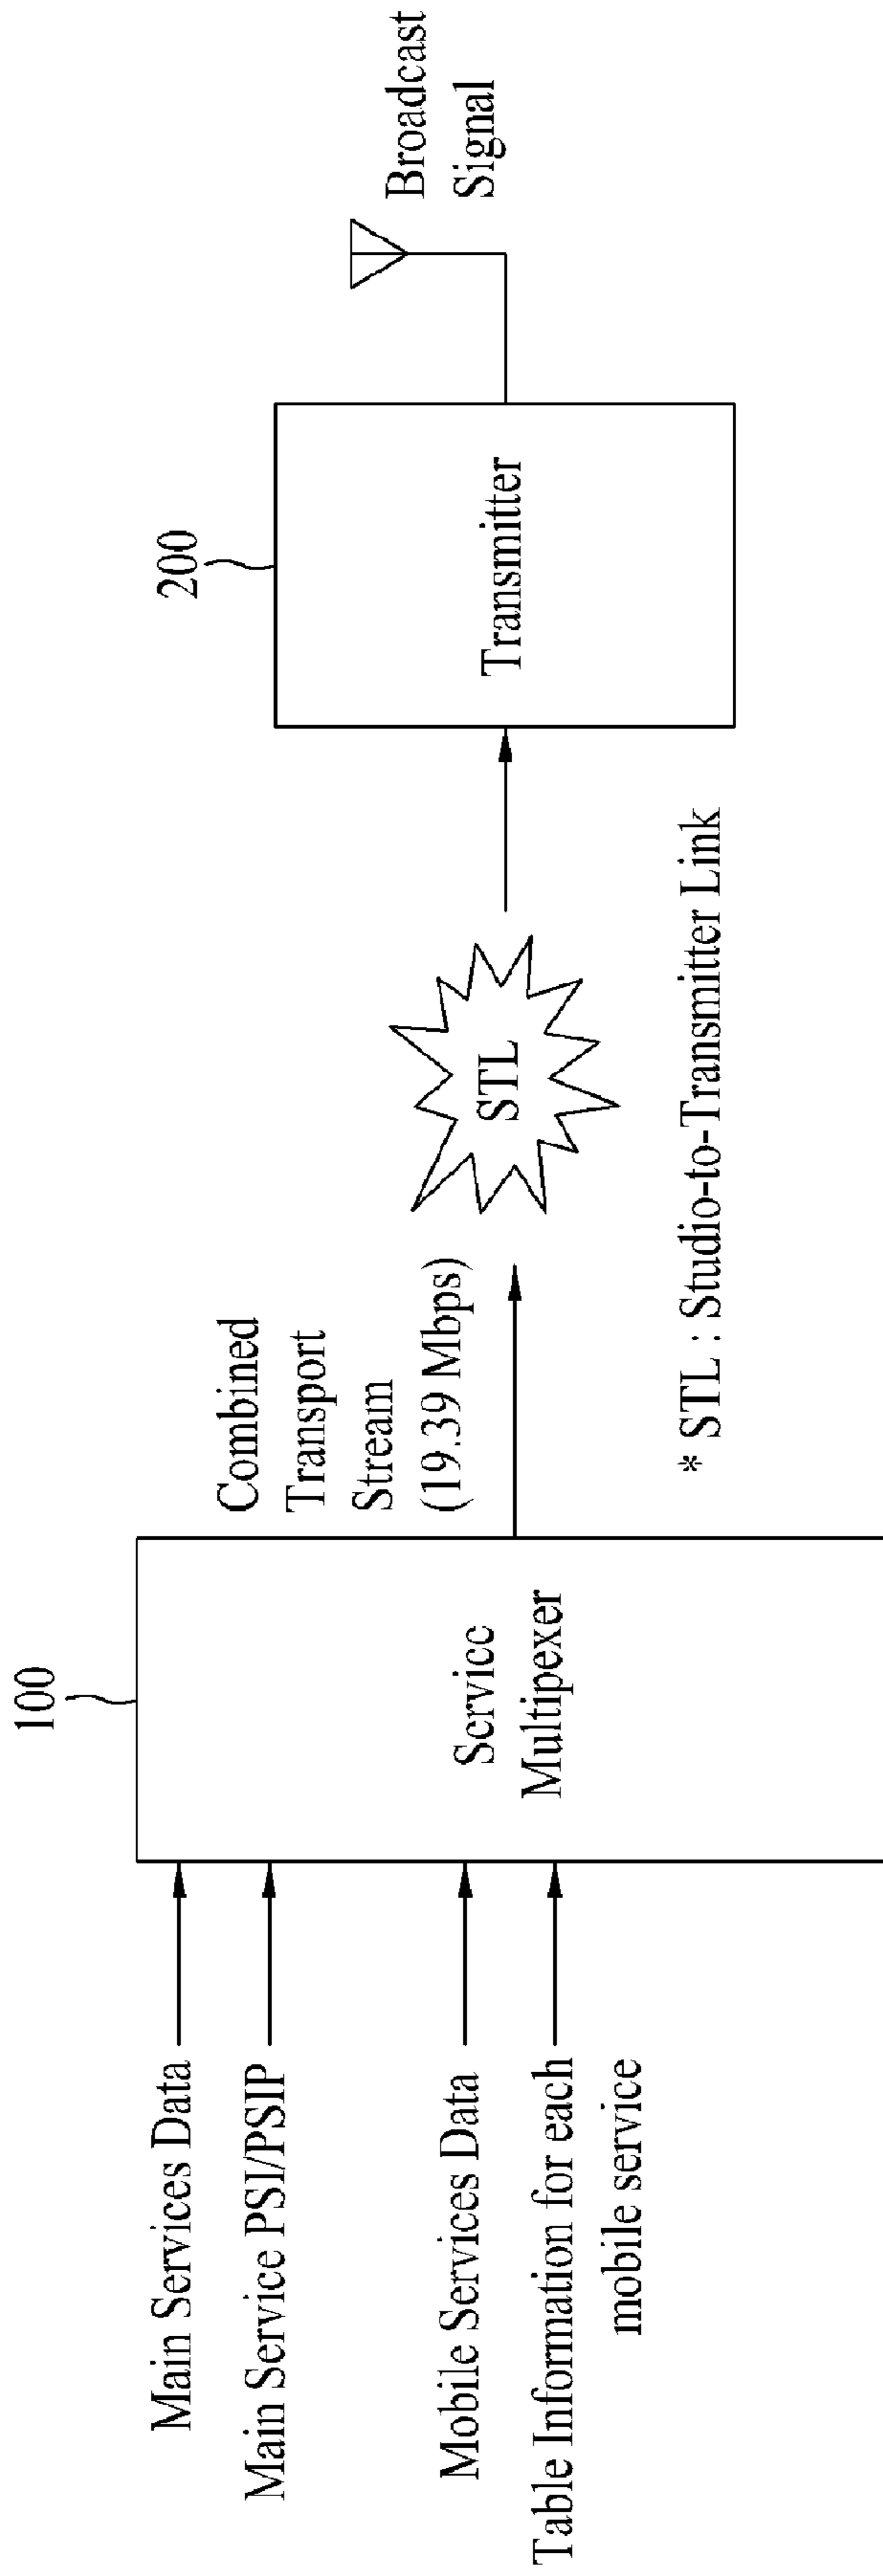 Main Services Data
Main Service PSI/PSIP
Mobile Services Data
Table Information for each
mobile service
100
Service
Multipexer
Combined
Transport
Stream
(19.39 Mbps)
STL
* STL : Studio-to-Transmitter Link
200
Transmitter
Broadcast
Signal